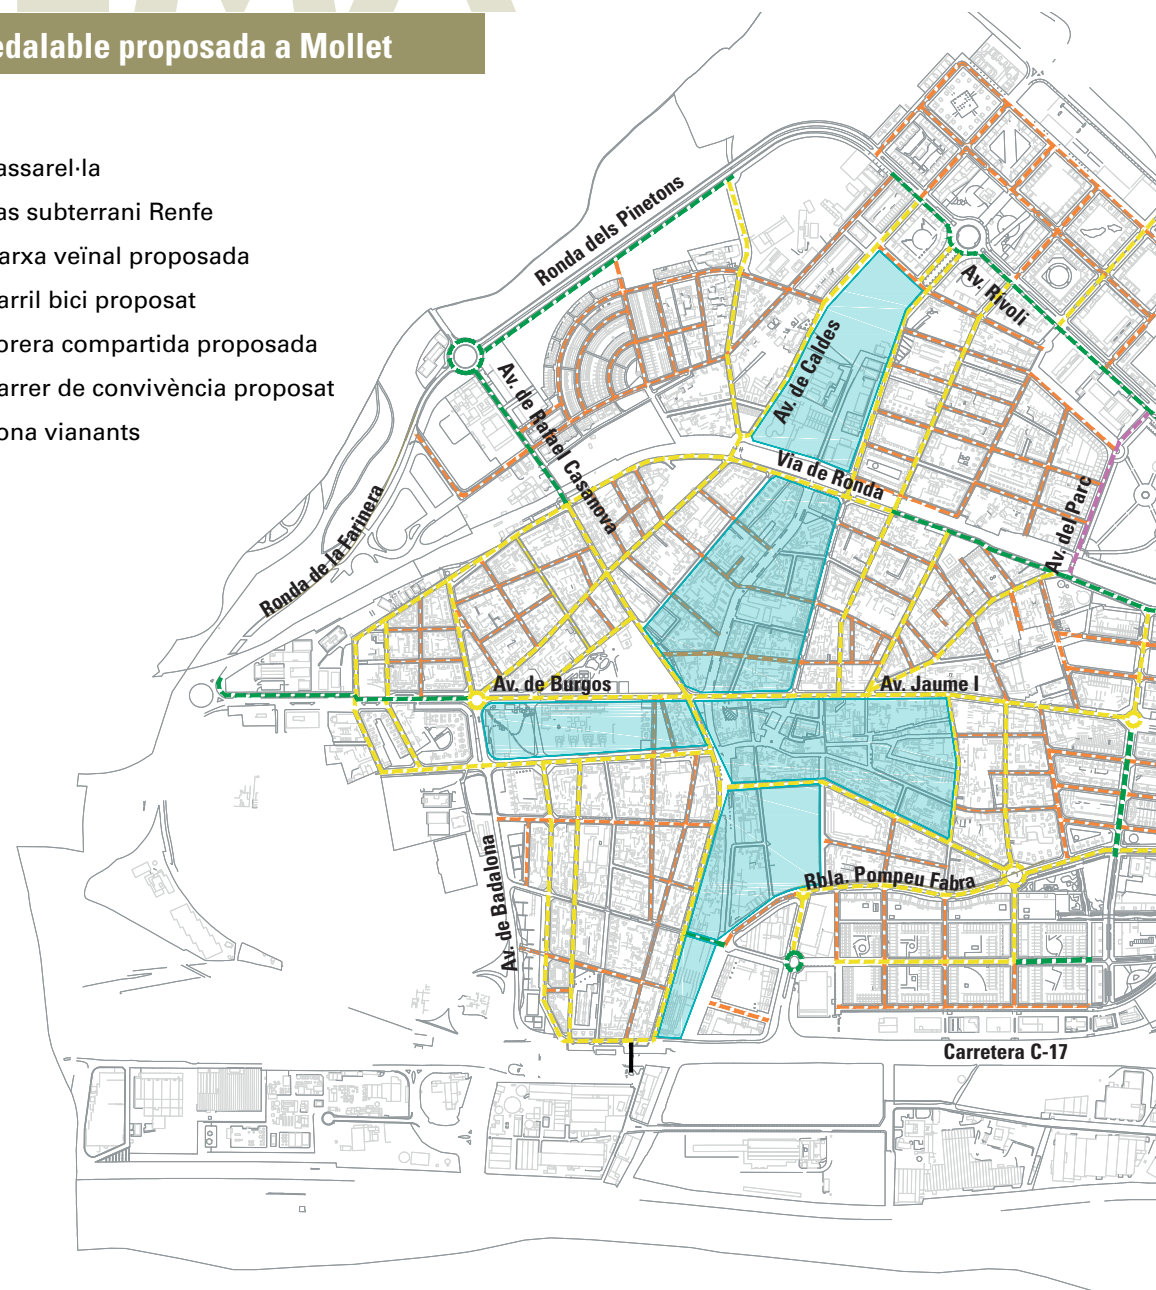 edalable proposada a Mollet
assarel·la
as subterrani Renfe
arxa veïnal proposada
arril bici proposat
orera compartida proposada
arrer de convivència proposat
ona vianants
Ronda dels Pinetons
Av. Rivoli
Av. de Caldes
Av. de Rafael Casanova
Via de Ronda
Av. del Parc
Ronda de la Farinera
Av. de Burgos
Av. Jaume I
Av. de Badalona
Rbla. Pompeu Fabra
Carretera C-17